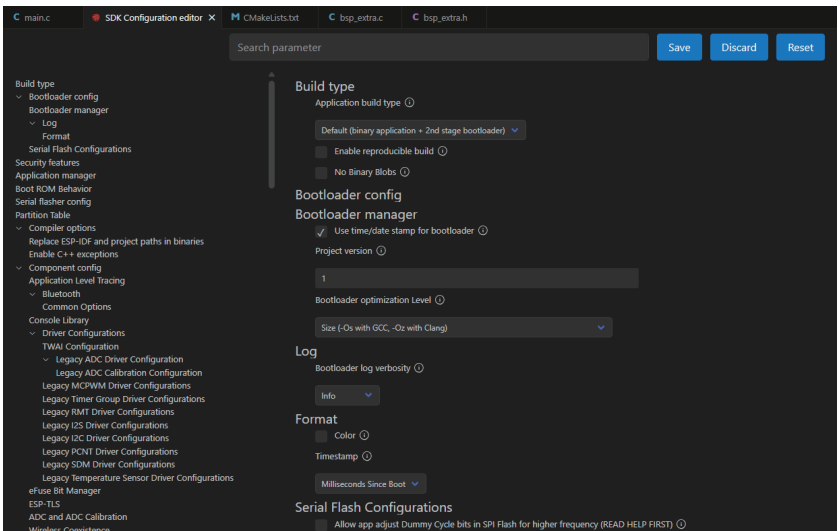 main.c
SDK Configuration editor
CMakeLists.txt
bsp_extra.c
bsp_extra.h
Search parameter
Save
Discard
Reset
Build type
Bootloader config
Bootloader manager
Log
Format
Serial Flash Configurations
Security features
Application manager
Boot ROM Behavior
Serial flasher config
Partition Table
Compiler options
Replace ESP-IDF and project paths in binaries
Enable C++ exceptions
Component config
Application Level Tracing
Bluetooth
Common Options
Console Library
Driver Configurations
TWAI Configuration
Legacy ADC Driver Configuration
Legacy ADC Calibration Configuration
Legacy MCPWM Driver Configurations
Legacy Timer Group Driver Configurations
Legacy RMT Driver Configurations
Legacy I2S Driver Configurations
Legacy I2C Driver Configurations
Legacy PCNT Driver Configurations
Legacy SDM Driver Configurations
Legacy Temperature Sensor Driver Configurations
eFuse Bit Manager
ESP-TLS
ADC and ADC Calibration
Wireless Coexistence
Build type
Application build type
Default (binary application + 2nd stage bootloader)
Enable reproducible build
No Binary Blobs
Bootloader config
Bootloader manager
Use time/date stamp for bootloader
Project version
1
Bootloader optimization Level
Size (-Os with GCC, -Oz with Clang)
Log
Bootloader log verbosity
Info
Format
Color
Timestamp
Milliseconds Since Boot
Serial Flash Configurations
Allow app adjust Dummy Cycle bits in SPI Flash for higher frequency (READ HELP FIRST)